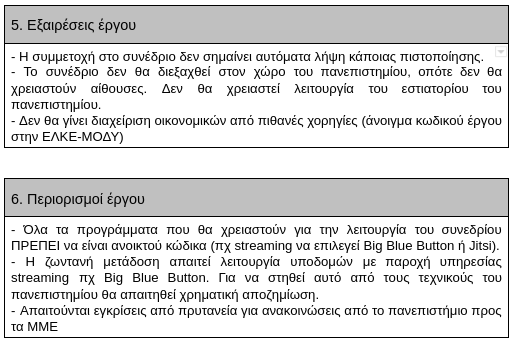 5. Εξαιρέσεις έργου
- Η συμμετοχή στο συνέδριο δεν σημαίνει αυτόματα λήψη κάποιας πιστοποίησης.
- Το συνέδριο δεν θα διεξαχθεί στον χώρο του πανεπιστημίου, οπότε δεν θα
χρειαστούν αίθουσες. Δεν θα χρειαστεί λειτουργία του εστιατορίου του
πανεπιστημίου.
- Δεν θα γίνει διαχείριση οικονομικών από πιθανές χορηγίες (άνοιγμα κωδικού έργου
στην ΕΛΚΕ-ΜΟΔΥ)
6. Περιορισμοί έργου
- Όλα τα προγράμματα που θα χρειαστούν για την λειτουργία του συνεδρίου
ΠΡΕΠΕΙ να είναι ανοικτού κώδικα (πχ streaming να επιλεγεί Big Blue Button ή Jitsi).
- Η ζωντανή μετάδοση απαιτεί λειτουργία υποδομών με παροχή υπηρεσίας
streaming πχ Big Blue Button. Για να στηθεί αυτό από τους τεχνικούς του
πανεπιστημίου θα απαιτηθεί χρηματική αποζημίωση.
- Απαιτούνται εγκρίσεις από πρυτανεία για ανακοινώσεις από το πανεπιστήμιο προς
τα ΜΜΕ